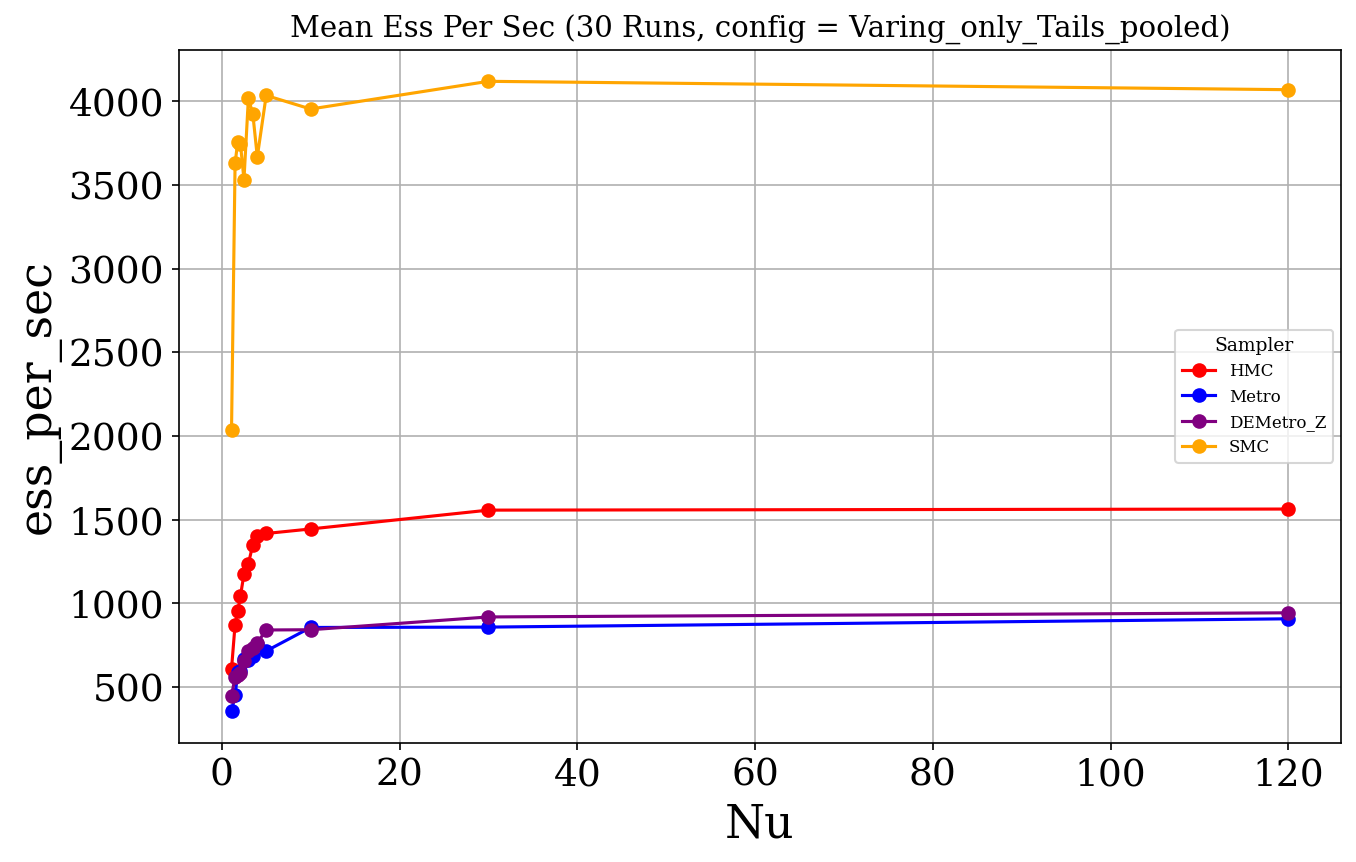 Mean Ess Per Sec (30 Runs, config = Varing_only_Tails_pooled)
ess_per_sec
4000
3500
3000
2500
2000
1500
1000
500
Sampler
HMC
Metro
DEMetro_Z
SMC
0 20 40 60 80 100 120
Nu